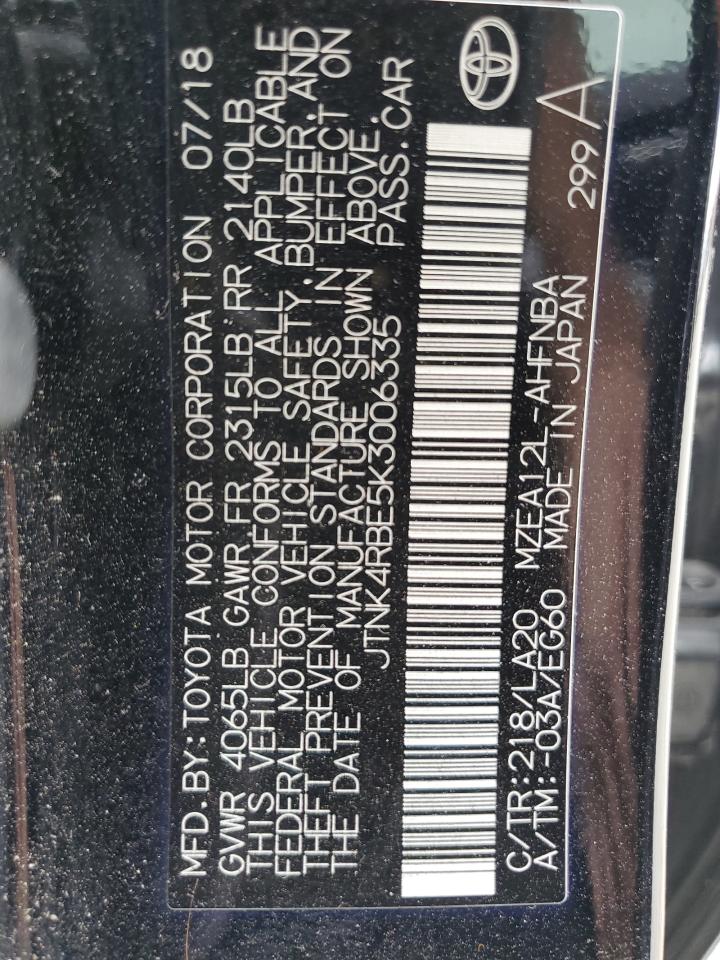 MFD.BY:TOYOTA MOTOR CORPORATION 07/18
GVWR 4065LB GAWR FR 2315LB RR 2140LB
THIS VEHICLE CONFORMS TO ALL APPLICABLE
FEDERAL MOTOR VEHICLE SAFETY,BUMPER,AND
THEFT PREVENTION STANDARDS IN EFFECT ON
THE DATE OF MANUFACTURE SHOWN ABOVE.
JTNK4RBE5K3006335 PASS.CAR
C/TR:218/LA20 MZEA12L-AHFNBA
A/TM:-03A/EG60 MADE IN JAPAN 299 A